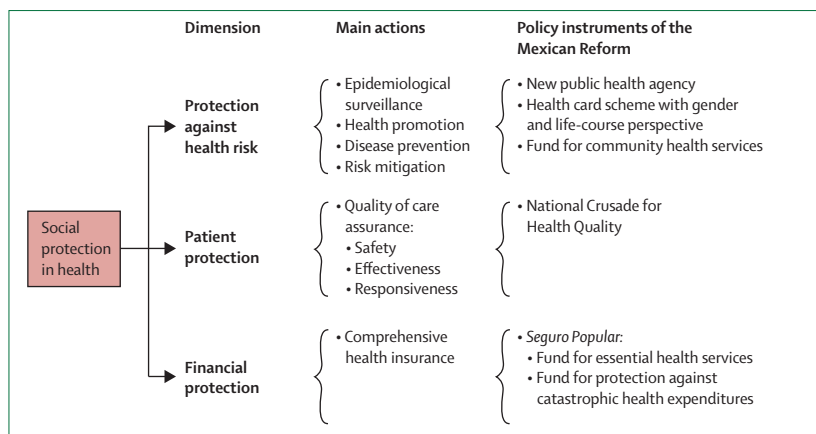 Dimension
Main actions
Policy instruments of the
Mexican Reform
Social
protection
in health
Protection
against
health risk
• Epidemiological
surveillance
• Health promotion
• Disease prevention
• Risk mitigation
• New public health agency
• Health card scheme with gender
and life-course perspective
• Fund for community health services
Patient
protection
• Quality of care
assurance:
• Safety
• Effectiveness
• Responsiveness
• National Crusade for
Health Quality
Financial
protection
• Comprehensive
health insurance
• Seguro Popular:
• Fund for essential health services
• Fund for protection against
catastrophic health expenditures